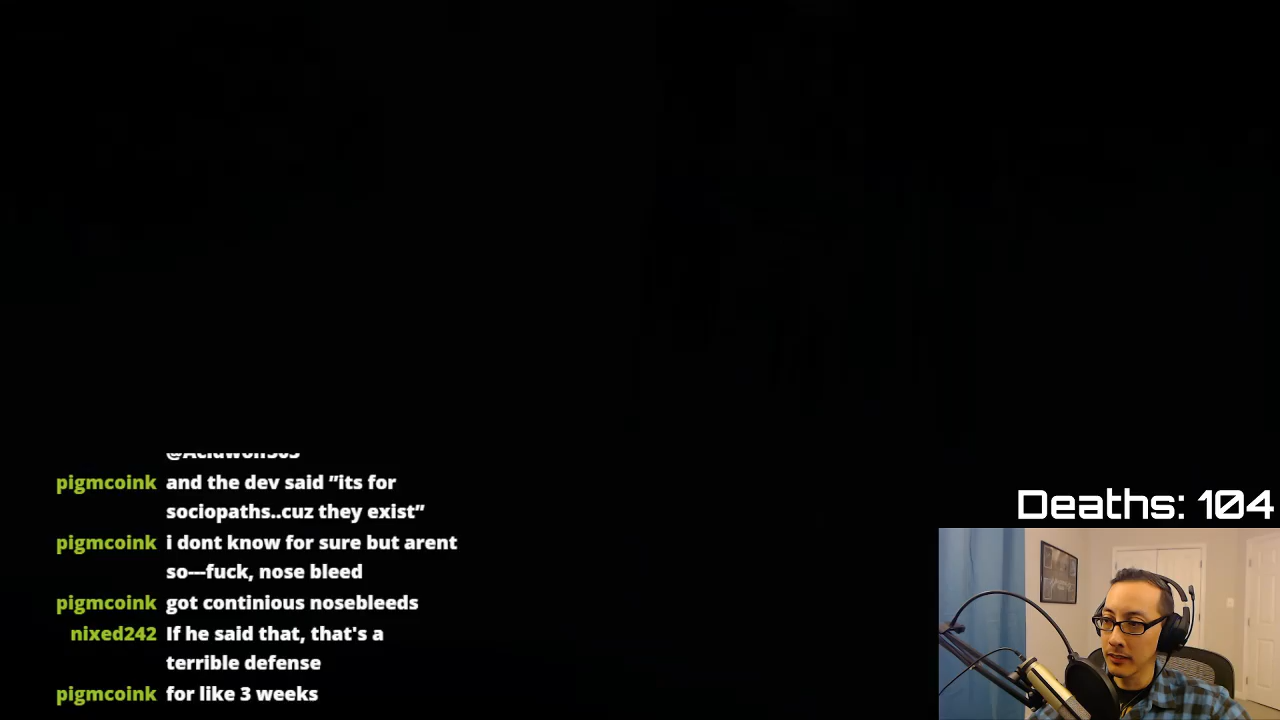 pigmcoink and the dev said "its for
sociopaths..cuz they exist"
pigmcoink i dont know for sure but arent
so---fuck, nose bleed
pigmcoink got continious nosebleeds
nixed242 If he said that, that's a
terrible defense
pigmcoink for like 3 weeks
Deaths: 104